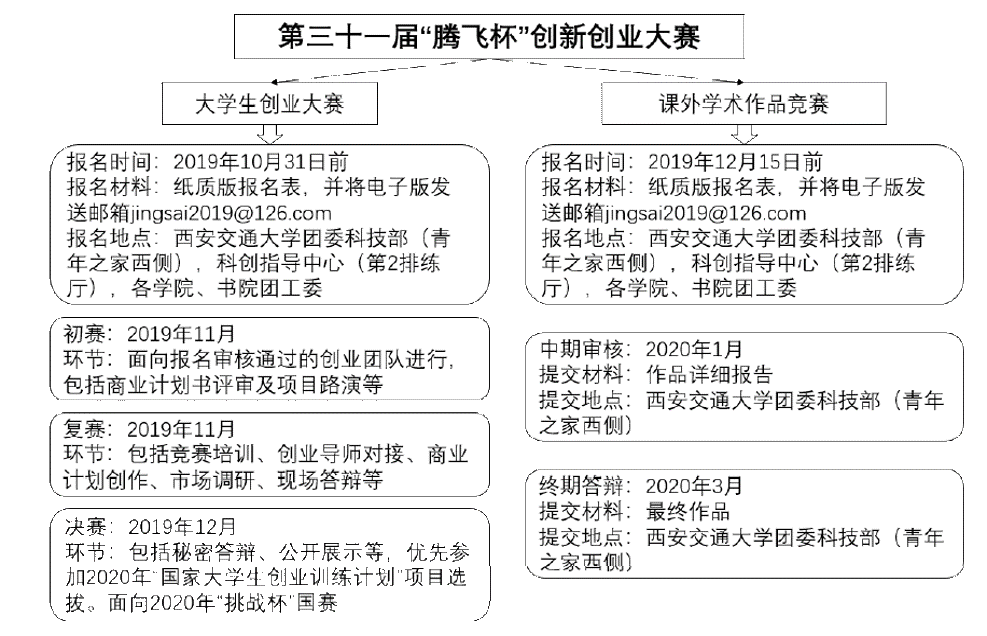 第三十一届“腾飞杯”创新创业大赛
大学生创业大赛
报名时间：2019年10月31日前
报名材料：纸质版报名表，并将电子版发
送邮箱jingsai2019@126.com
报名地点：西安交通大学团委科技部（青
年之家西侧），科创指导中心（第2排练
厅），各学院、书院团工委
初赛：2019年11月
环节：面向报名审核通过的创业团队进行，
包括商业计划书评审及项目路演等
复赛：2019年11月
环节：包括竞赛培训、创业导师对接、商业
计划创作、市场调研、现场答辩等
决赛：2019年12月
环节：包括秘密答辩、公开展示等，优先参
加2020年“国家大学生创业训练计划”项目选
拔。面向2020年“挑战杯”国赛
课外学术作品竞赛
报名时间：2019年12月15日前
报名材料：纸质版报名表，并将电子版发
送邮箱jingsai2019@126.com
报名地点：西安交通大学团委科技部（青
年之家西侧），科创指导中心（第2排练
厅），各学院、书院团工委
中期审核：2020年1月
提交材料：作品详细报告
提交地点：西安交通大学团委科技部（青年
之家西侧）
终期答辩：2020年3月
提交材料：最终作品
提交地点：西安交通大学团委科技部（青年
之家西侧）